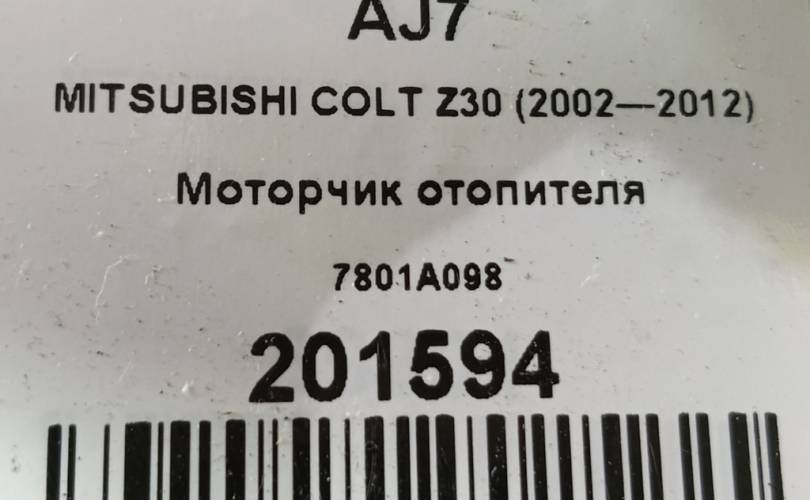 AJ7
MITSUBISHI COLT Z30 (2002—2012)
Моторчик отопителя
7801A098
201594